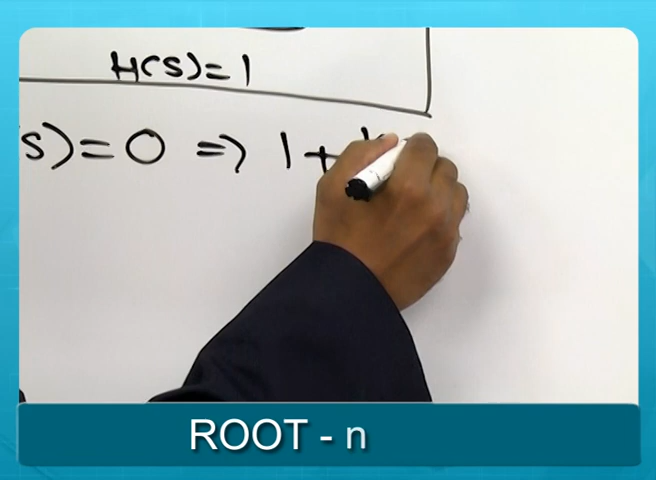 H(s)=1
s)=0 => 1+
ROOT - n